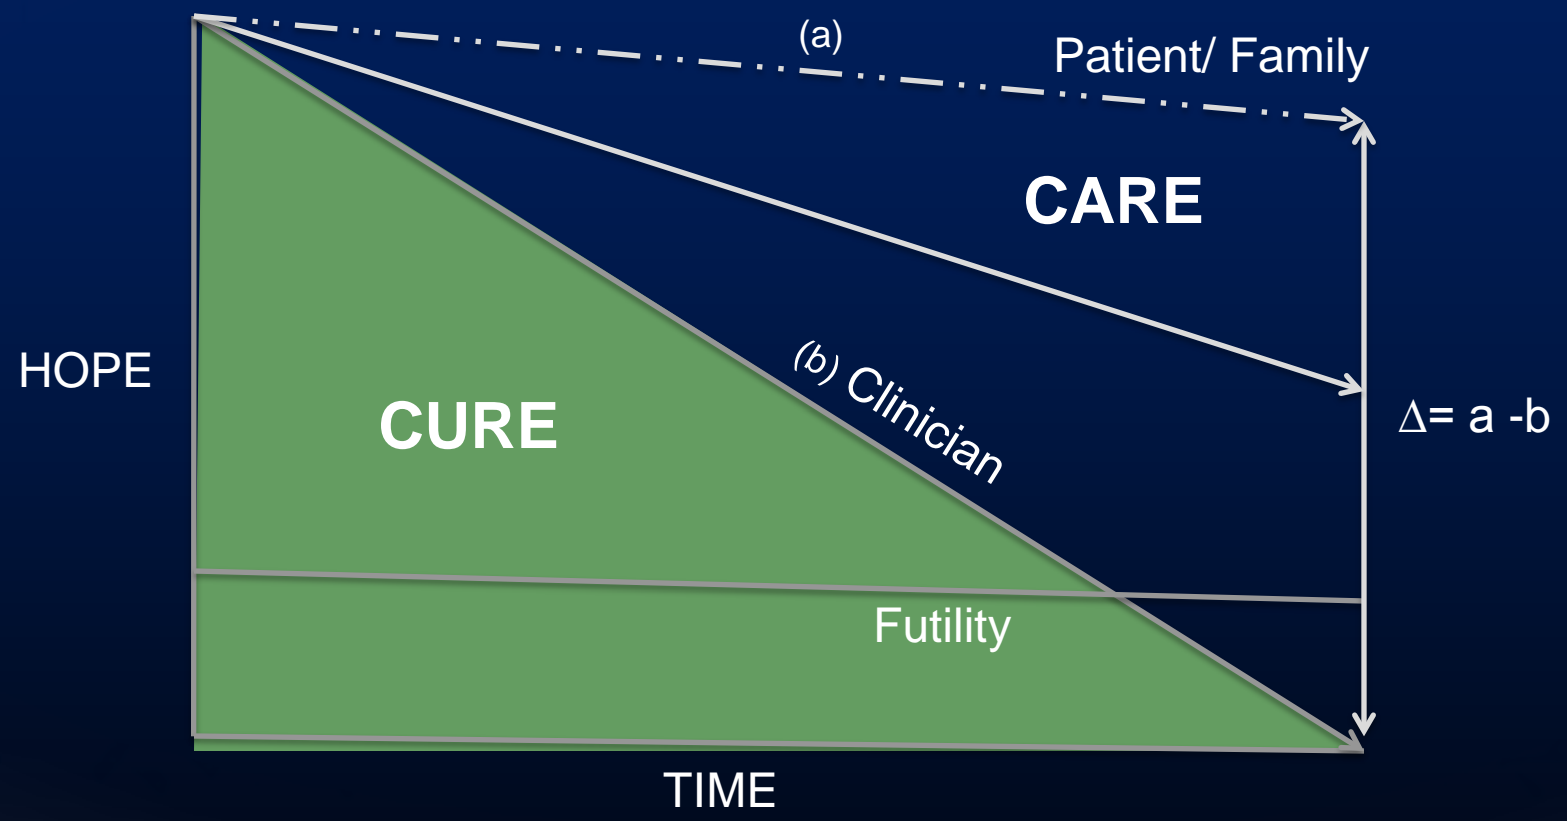 (a)
Patient/ Family
CARE
HOPE
(b) Clinician
CURE
Δ= a -b
Futility
TIME